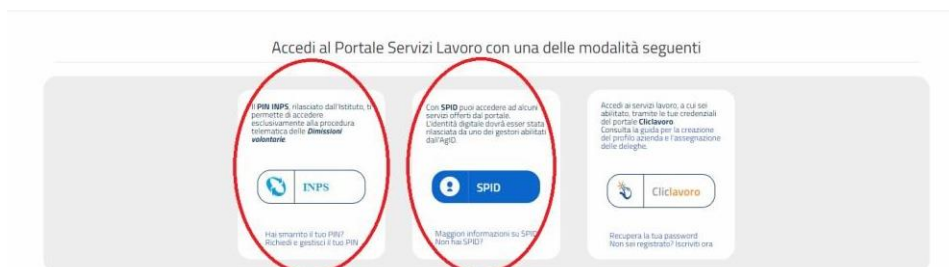 Accedi al Portale Servizi Lavoro con una delle modalità seguenti
Il PIN INPS, rilasciato dall'Istituto, ti
permette di accedere
esclusivamente alla procedura
telematica delle Dimissioni
volontarie
INPS
Hai smarrito il tuo PIN?
Richiedi e gestisci il tuo PIN
Con SPID puoi accedere ad alcuni
servizi offerti dal portale.
L'identità digitale dovrà esser stata
rilasciata da uno dei gestori abilitati
dall'AgID.
SPID
Maggiori informazioni su SPID
Non hai SPID?
Accedi ai servizi lavoro, a cui sei
abilitato, tramite le tue credenziali
del portale Cliclavoro
Consulta la guida per la creazione
del profilo azienda e l'assegnazione
delle deleghe.
Cliclavoro
Recupera la tua password
Non sei registrato? Iscriviti ora